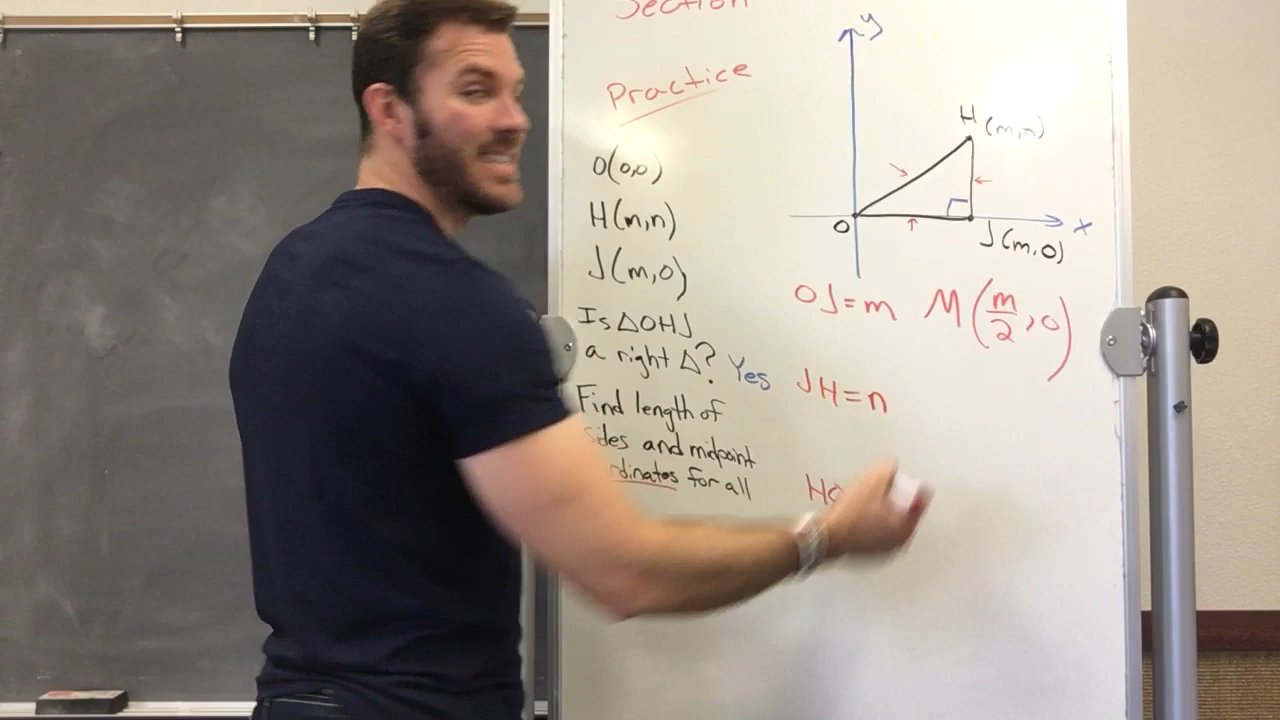 Section
Practice
O(0,0)
H(m,n)
J(m,0)
Is △OHJ
a right △? Yes
Find length of
sides and midpoint
rdinates for all
y
H(m,n)
O
J(m,0)
x
OJ=m M(m/2,0)
JH=n
HO